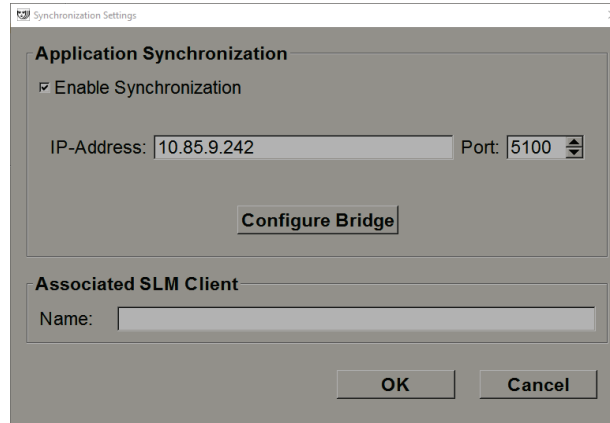 Synchronization Settings
Application Synchronization
Enable Synchronization
IP-Address: 10.85.9.242 Port: 5100
Configure Bridge
Associated SLM Client
Name:
OK Cancel